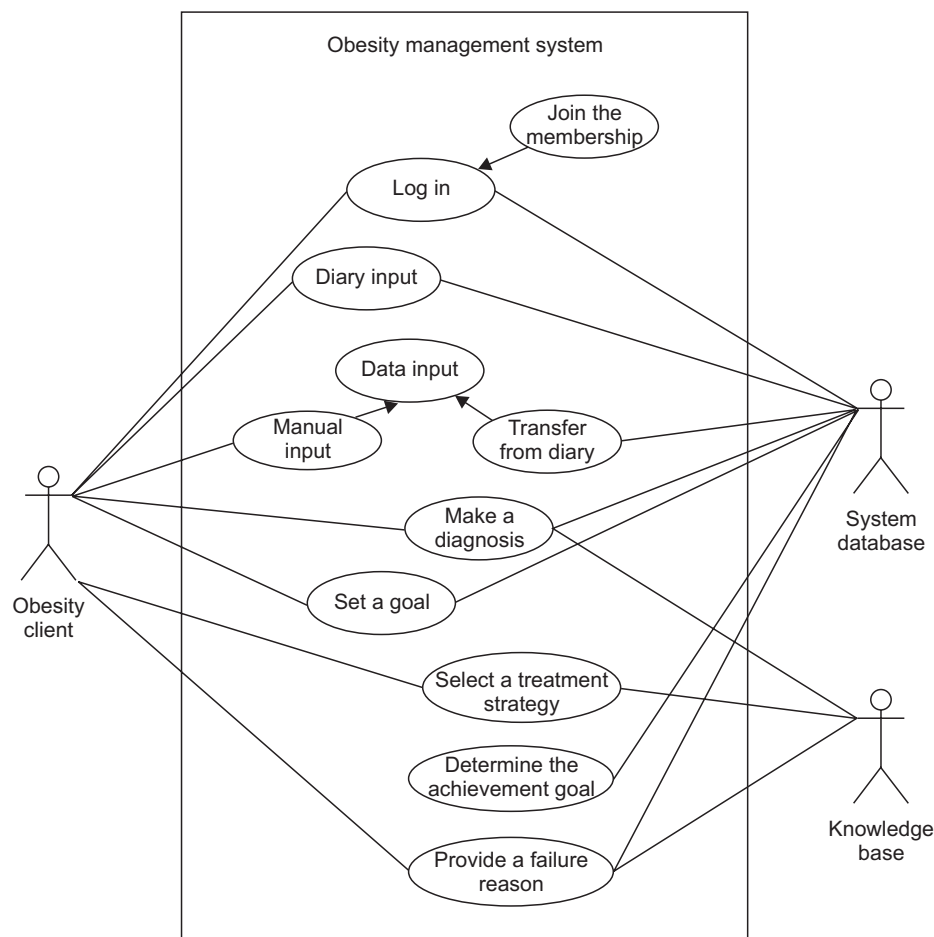 Obesity management system
Join the
membership
Log in
Diary input
Data input
Manual
input
Transfer
from diary
Make a
diagnosis
System
database
Set a goal
Obesity
client
Select a treatment
strategy
Determine the
achievement goal
Knowledge
base
Provide a failure
reason